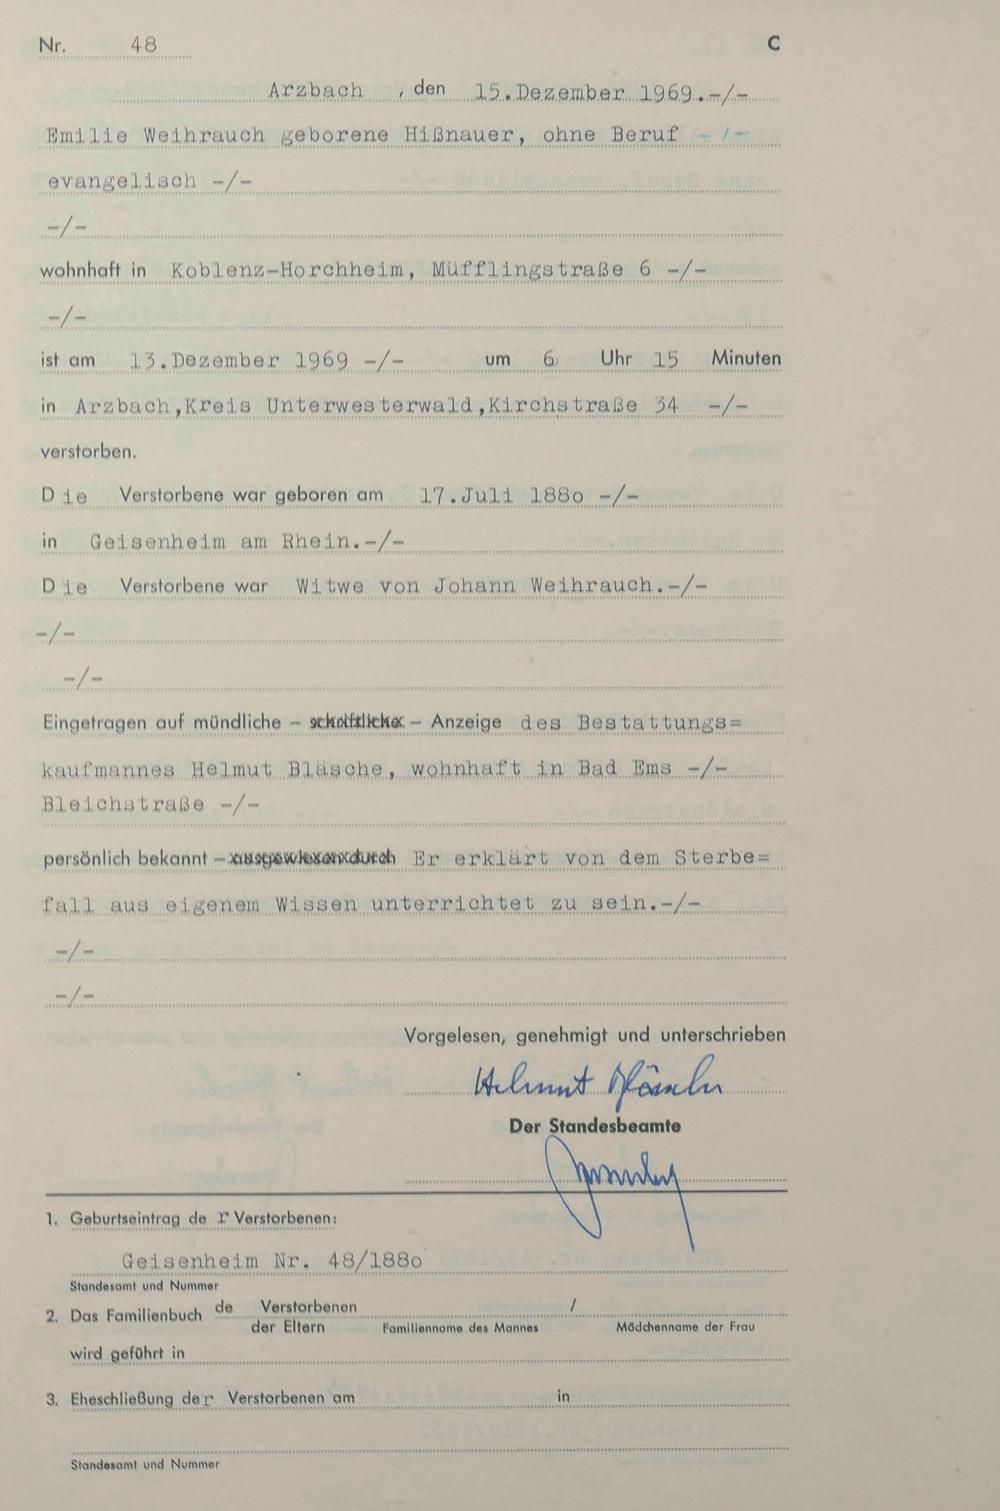 Nr. 48 C
Arzbach , den 15.Dezember 1969.-/-
Emilie Weihrauch geborene Hißnauer, ohne Beruf -/-
evangelisch -/-
-/-
wohnhaft in Koblenz-Horchheim, Müfflingstraße 6 -/-
-/-
ist am 13.Dezember 1969 -/- um 6 Uhr 15 Minuten
in Arzbach,Kreis Unterwesterwald,Kirchstraße 34 -/-
verstorben.
Die Verstorbene war geboren am 17.Juli 188o -/-
in Geisenheim am Rhein.-/-
Die Verstorbene war Witwe von Johann Weihrauch.-/-
-/-
-/-
Eingetragen auf mündliche – schriftliche – Anzeige des Bestattungs=
kaufmannes Helmut Bläsche, wohnhaft in Bad Ems -/-
Bleichstraße -/-
persönlich bekannt – ausgewiesen durch Er erklärt von dem Sterbe=
fall aus eigenem Wissen unterrichtet zu sein.-/-
-/-
-/-
Vorgelesen, genehmigt und unterschrieben
Helmut Bläsche
Der Standesbeamte
1. Geburtseintrag der Verstorbenen:
Geisenheim Nr. 48/188o
Standesamt und Nummer
2. Das Familienbuch de Verstorbenen /
der Eltern Familienname des Mannes Mädchenname der Frau
wird geführt in
3. Eheschließung der Verstorbenen am in
Standesamt und Nummer